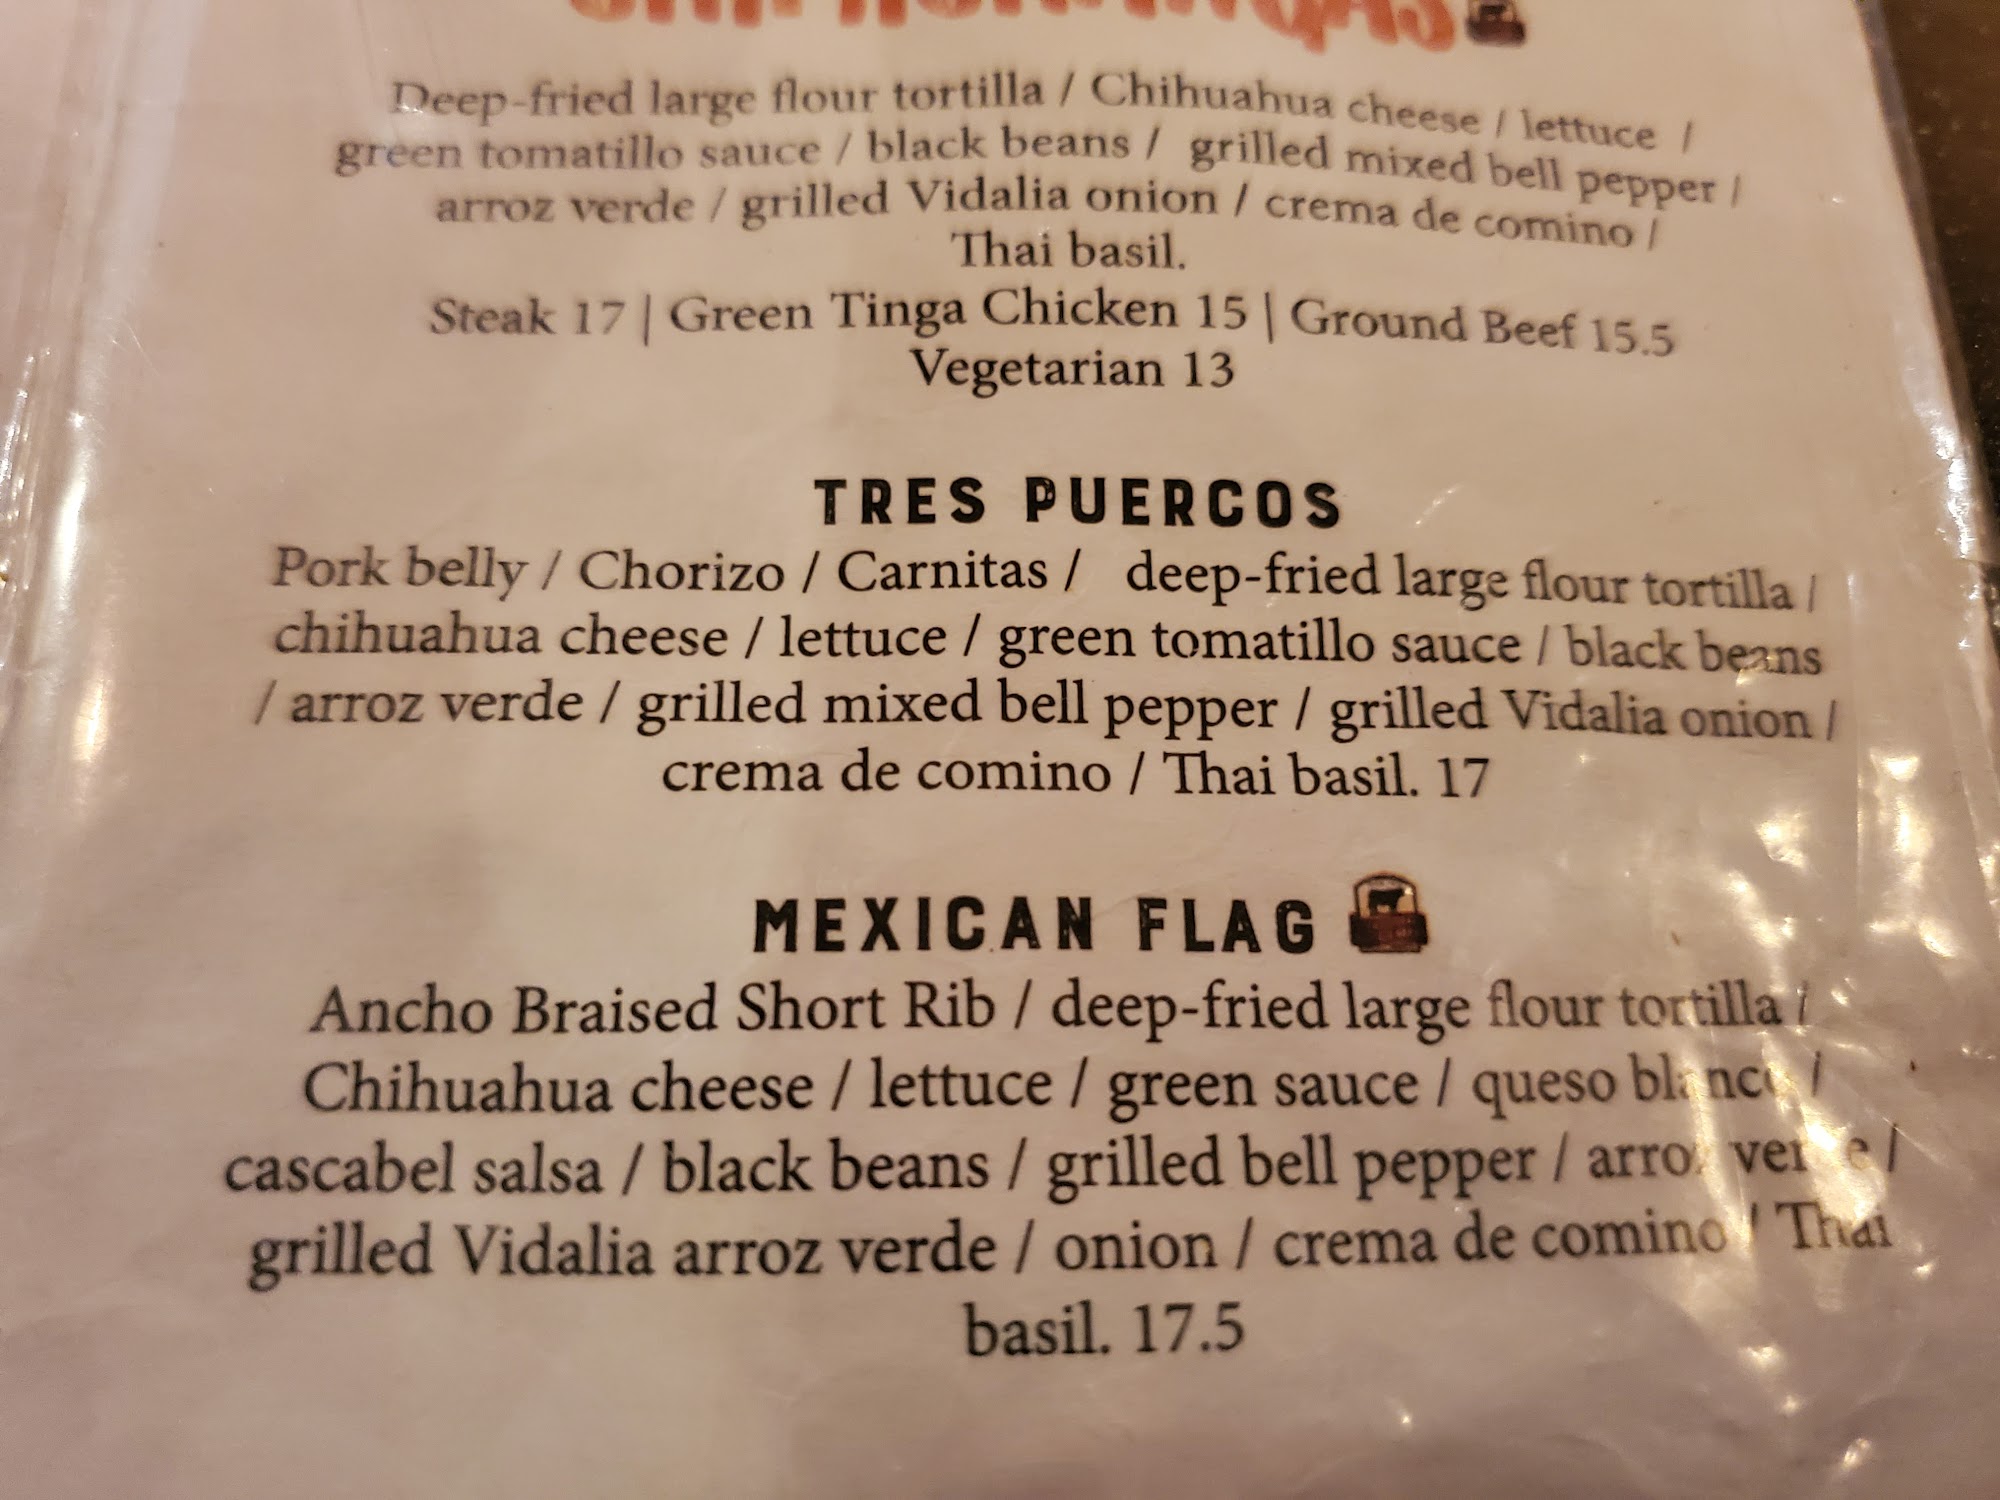 Deep-fried large flour tortilla / Chihuahua cheese / lettuce /
green tomatillo sauce / black beans / grilled mixed bell pepper /
arroz verde / grilled Vidalia onion / crema de comino /
Thai basil.
Steak 17 | Green Tinga Chicken 15 | Ground Beef 15.5
Vegetarian 13
TRES PUERCOS
Pork belly / Chorizo / Carnitas / deep-fried large flour tortilla /
chihuahua cheese / lettuce / green tomatillo sauce / black beans
/ arroz verde / grilled mixed bell pepper / grilled Vidalia onion /
crema de comino / Thai basil. 17
MEXICAN FLAG
Ancho Braised Short Rib / deep-fried large flour tortilla /
Chihuahua cheese / lettuce / green sauce / queso blanco /
cascabel salsa / black beans / grilled bell pepper / arroz verde /
grilled Vidalia arroz verde / onion / crema de comino / Thai
basil. 17.5